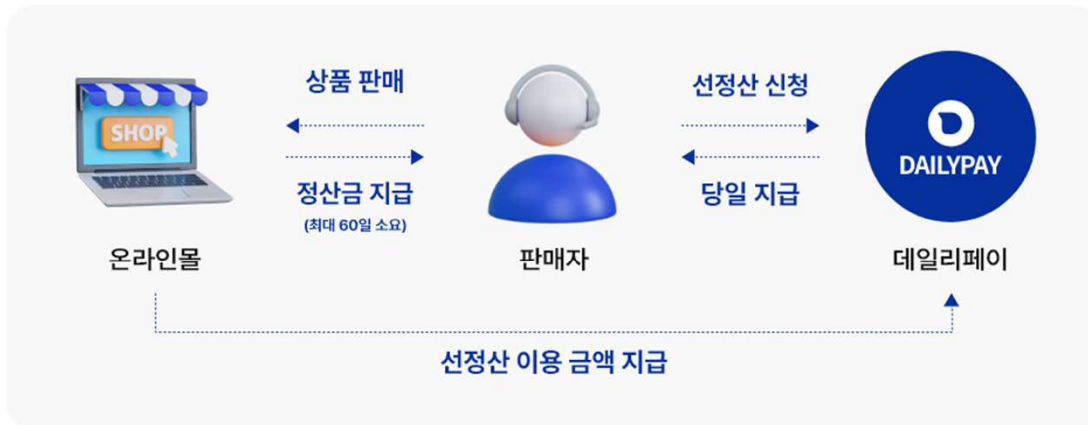 상품 판매
선정산 신청
SHOP
DAILYPAY
정산금 지급
(최대 60일 소요)
당일 지급
온라인몰
판매자
데일리페이
선정산 이용 금액 지급